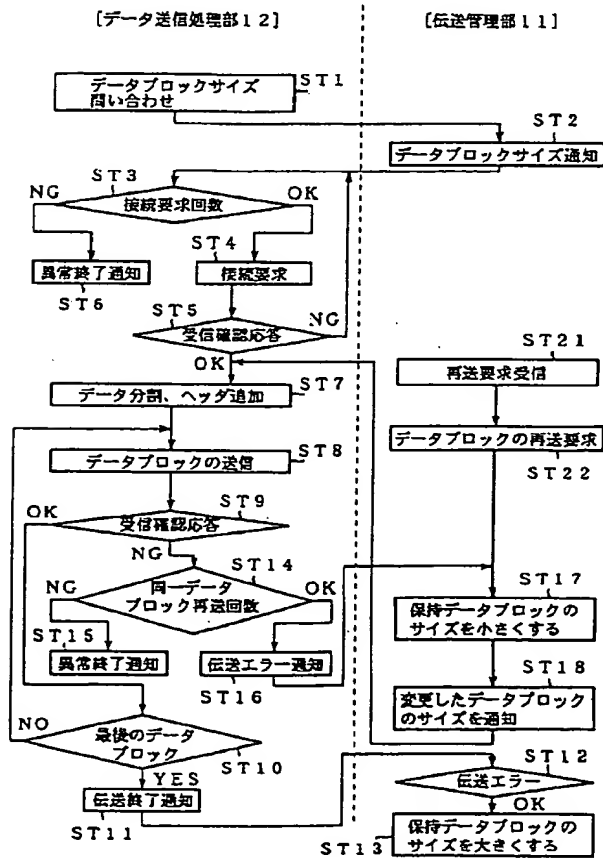 [データ送信処理部12]
[伝送管理部11]
データブロックサイズ
問い合わせ
ST1
ST2
データブロックサイズ通知
ST3
NG
接続要求回数
OK
ST4
異常終了通知
接続要求
ST6
ST5
受信確認応答
NG
OK
ST21
再送要求受信
データ分割、ヘッダ追加
ST7
データブロックの再送要求
ST22
データブロックの送信
ST8
ST9
OK
受信確認応答
NG
ST14
NG
同一データ
ブロック再送回数
OK
ST17
保持データブロックの
サイズを小さくする
ST15
異常終了通知
伝送エラー通知
ST16
ST18
変更したデータブロック
のサイズを通知
NO
最後のデータ
ブロック
ST10
YES
ST12
伝送エラー
伝送終了通知
ST11
OK
保持データブロックの
サイズを大きくする
ST13